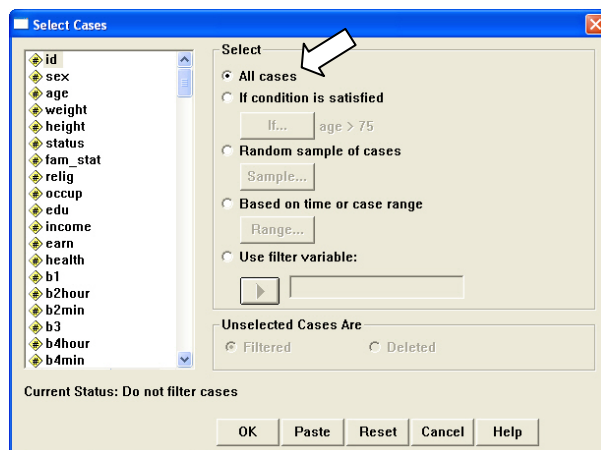 Select Cases
id
sex
age
weight
height
status
fam_stat
relig
occup
edu
income
earn
health
b1
b2hour
b2min
b3
b4hour
b4min
Select
All cases
If condition is satisfied
If... age > 75
Random sample of cases
Sample...
Based on time or case range
Range...
Use filter variable:
Unselected Cases Are
Filtered Deleted
Current Status: Do not filter cases
OK Paste Reset Cancel Help